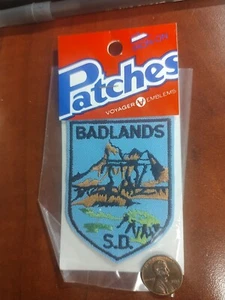 Patches
VOYAGER V EMBLEMS
BADLANDS
S.D.